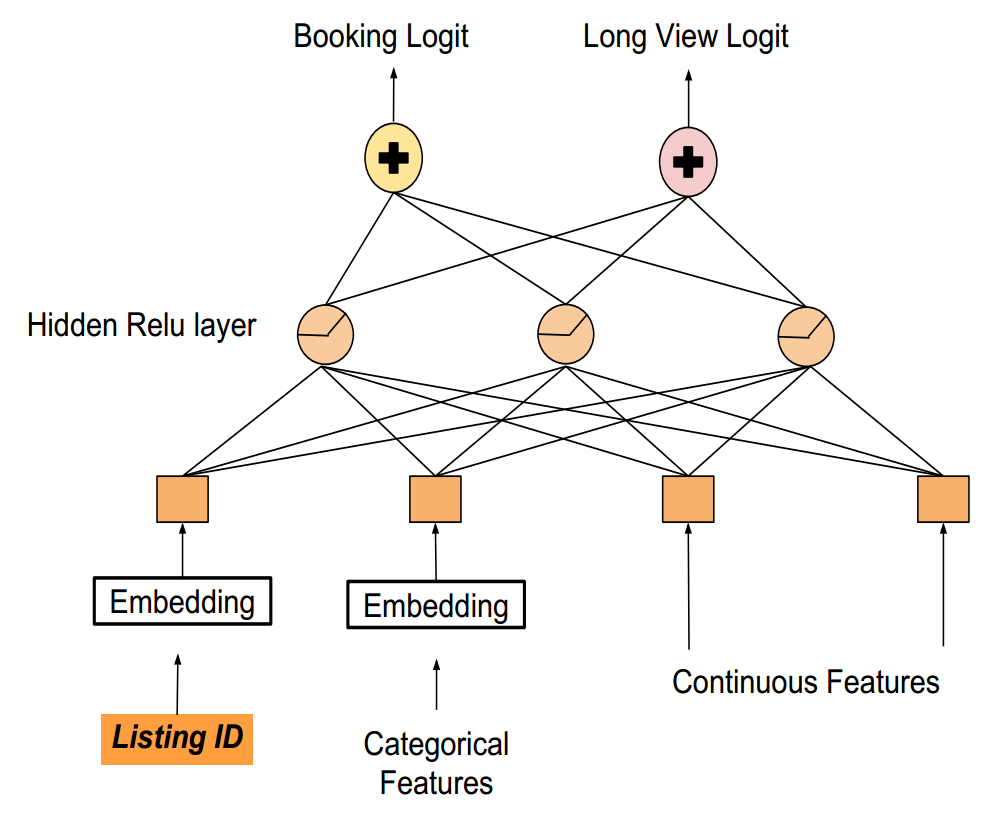 Booking Logit
Long View Logit
Hidden Relu layer
Embedding
Embedding
Listing ID
Categorical
Features
Continuous Features